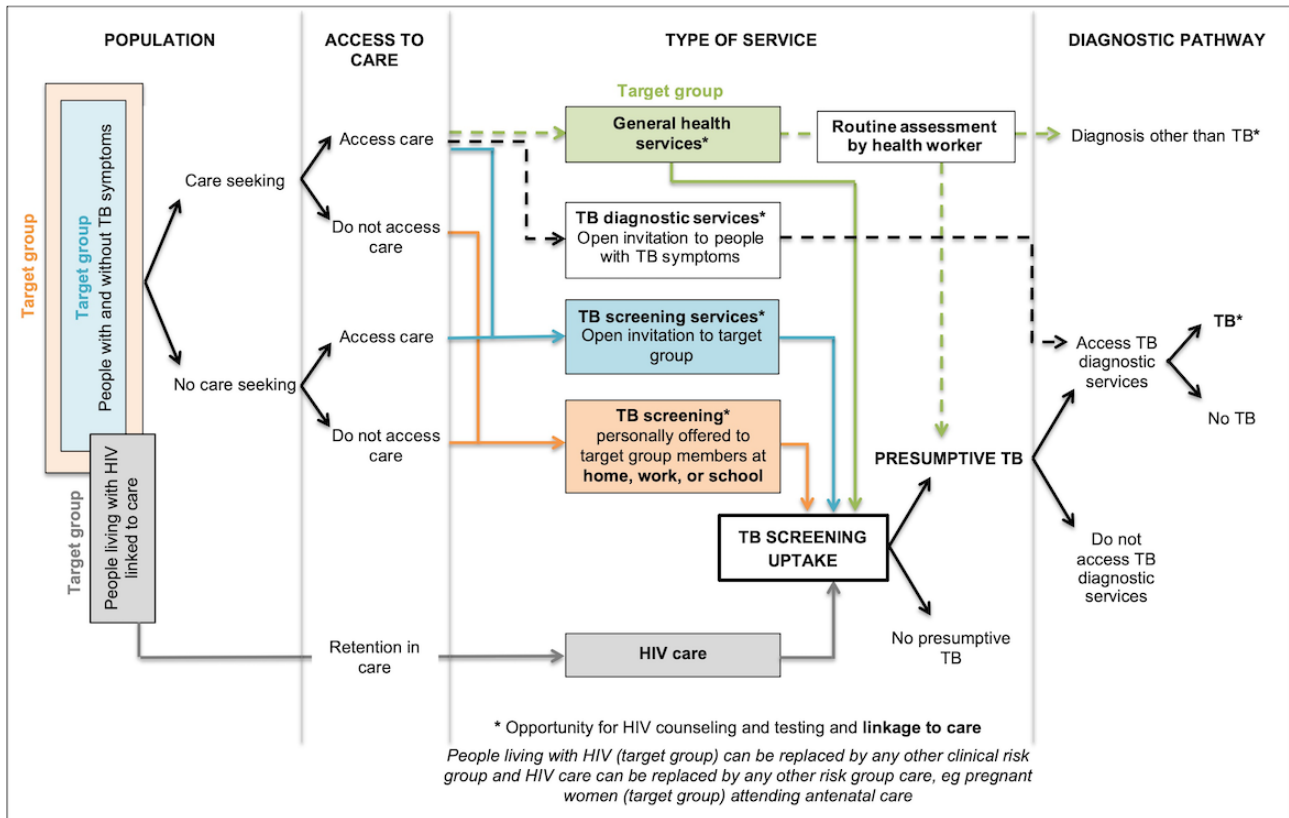 POPULATION
ACCESS TO
CARE
TYPE OF SERVICE
DIAGNOSTIC PATHWAY
Target group
Target group
People with and without TB symptoms
Target group
People living with HIV
linked to care
Care seeking
No care seeking
Access care
Do not access
care
Access care
Do not access
care
Retention in
care
Target group
General health
services*
Routine assessment
by health worker
TB diagnostic services*
Open invitation to people
with TB symptoms
TB screening services*
Open invitation to target
group
TB screening*
personally offered to
target group members at
home, work, or school
TB SCREENING
UPTAKE
HIV care
PRESUMPTIVE TB
No presumptive
TB
Diagnosis other than TB*
Access TB
diagnostic
services
TB*
No TB
Do not
access TB
diagnostic
services
* Opportunity for HIV counseling and testing and linkage to care
People living with HIV (target group) can be replaced by any other clinical risk
group and HIV care can be replaced by any other risk group care, eg pregnant
women (target group) attending antenatal care